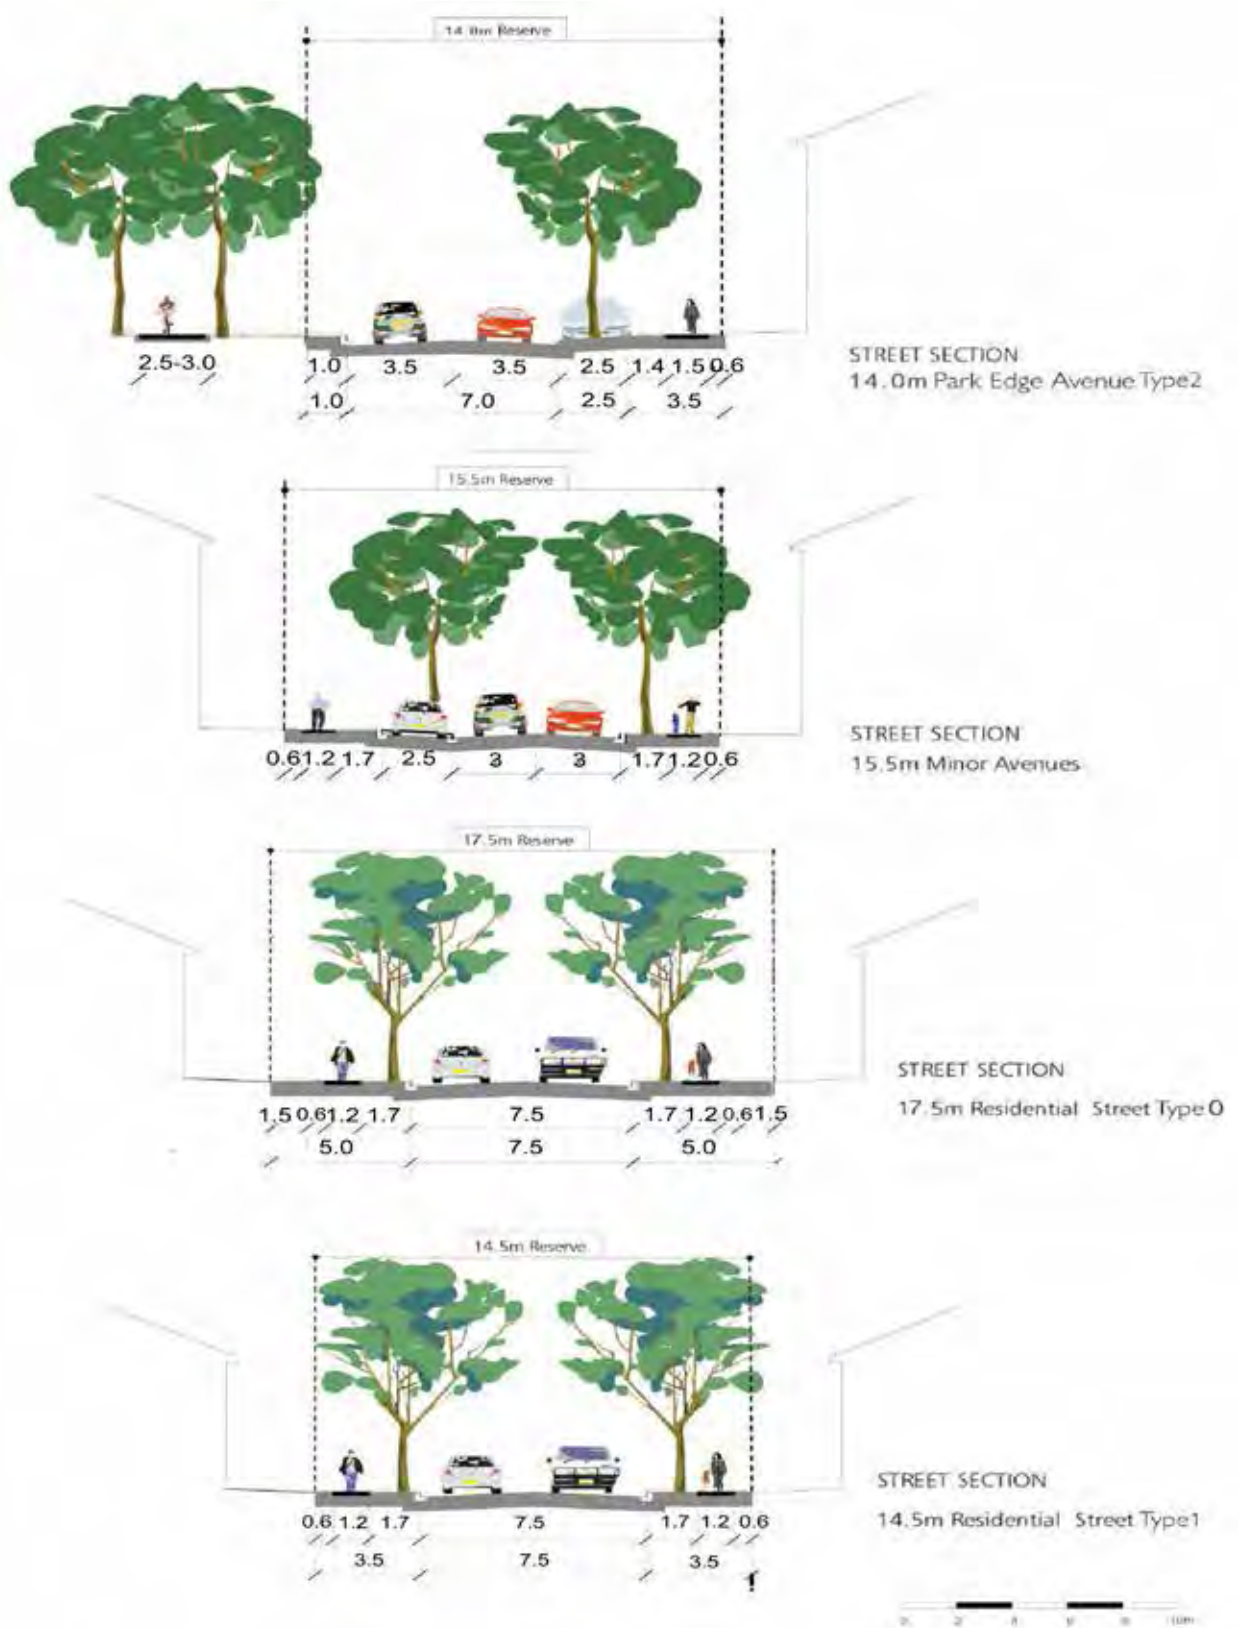 14.0m Reserve
2.5-3.0 1.0 3.5 3.5 2.5 1.4 1.5 0.6
1.0 7.0 2.5 3.5
STREET SECTION
14.0m Park Edge Avenue Type2
15.5m Reserve
0.6 1.2 1.7 2.5 3 3 1.7 1.2 0.6
STREET SECTION
15.5m Minor Avenues
17.5m Reserve
1.5 0.6 1.2 1.7 7.5 1.7 1.2 0.6 1.5
5.0 7.5 5.0
STREET SECTION
17.5m Residential Street Type 0
14.5m Reserve
0.6 1.2 1.7 7.5 1.7 1.2 0.6
3.5 7.5 3.5
STREET SECTION
14.5m Residential Street Type1
0 2 4 6 8 10m